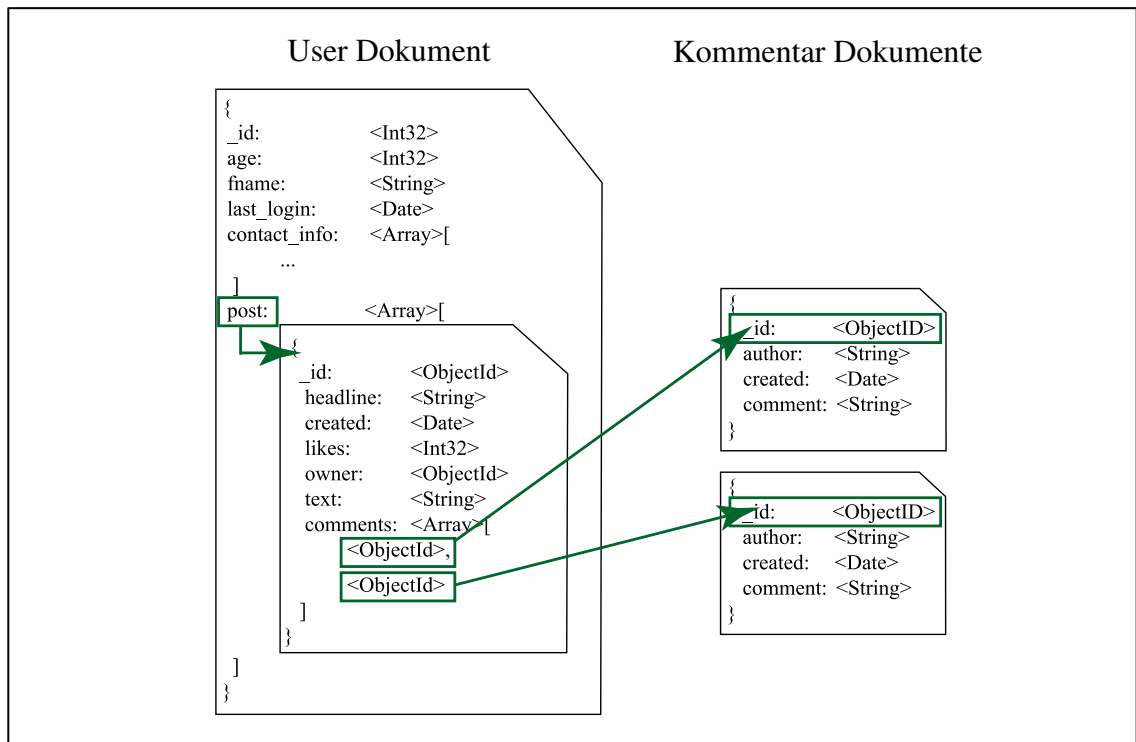 User Dokument
{
_id: <Int32>
age: <Int32>
fname: <String>
last_login: <Date>
contact_info: <Array>[
...
]
post: <Array>[
{
_id: <ObjectId>
headline: <String>
created: <Date>
likes: <Int32>
owner: <ObjectId>
text: <String>
comments: <Array>[
<ObjectId>,
<ObjectId>
]
}
]
}
Kommentar Dokumente
{
_id: <ObjectID>
author: <String>
created: <Date>
comment: <String>
}
{
_id: <ObjectID>
author: <String>
created: <Date>
comment: <String>
}